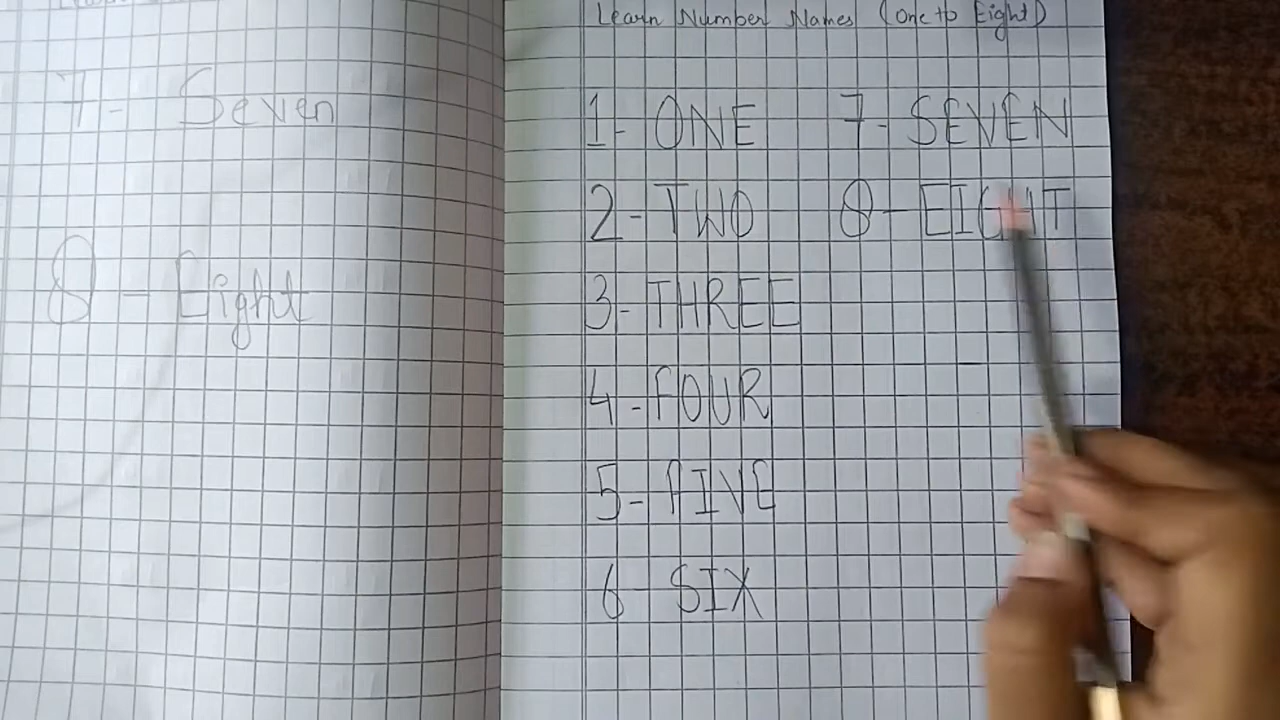 7- Seven
8 - Eight
Learn Number Names (One to Eight)
1- ONE
2- TWO
3- THREE
4- FOUR
5- FIVE
6 SIX
7- SEVEN
8- EIGHT